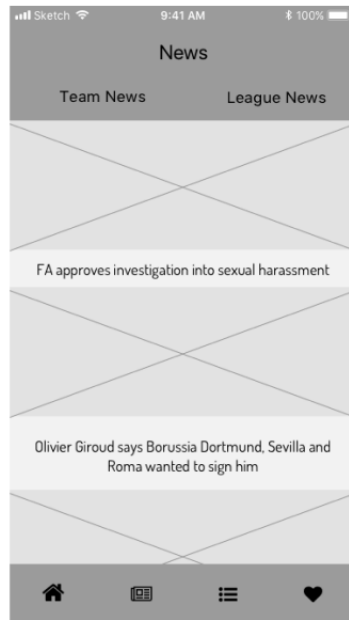 Sketch 9:41 AM 100%
News
Team News League News
FA approves investigation into sexual harassment
Olivier Giroud says Borussia Dortmund, Sevilla and
Roma wanted to sign him